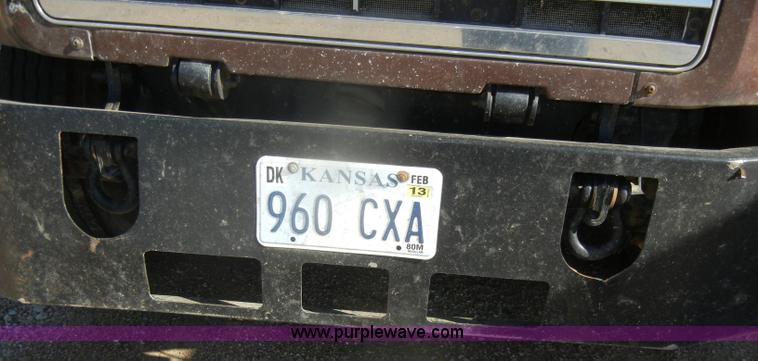 DK KANSAS FEB
13
960 CXA
80M
www.purplewave.com